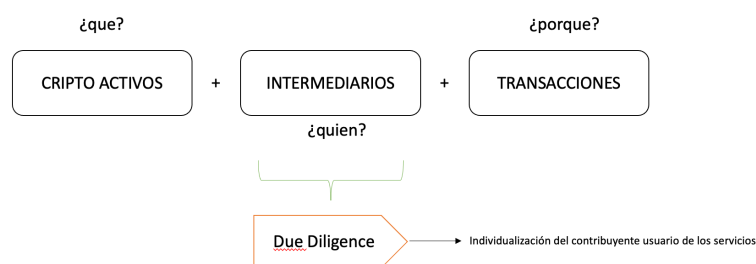 ¿que?
¿porque?
CRIPTO ACTIVOS + INTERMEDIARIOS + TRANSACCIONES
¿quien?
Due Diligence
Individualización del contribuyente usuario de los servicios